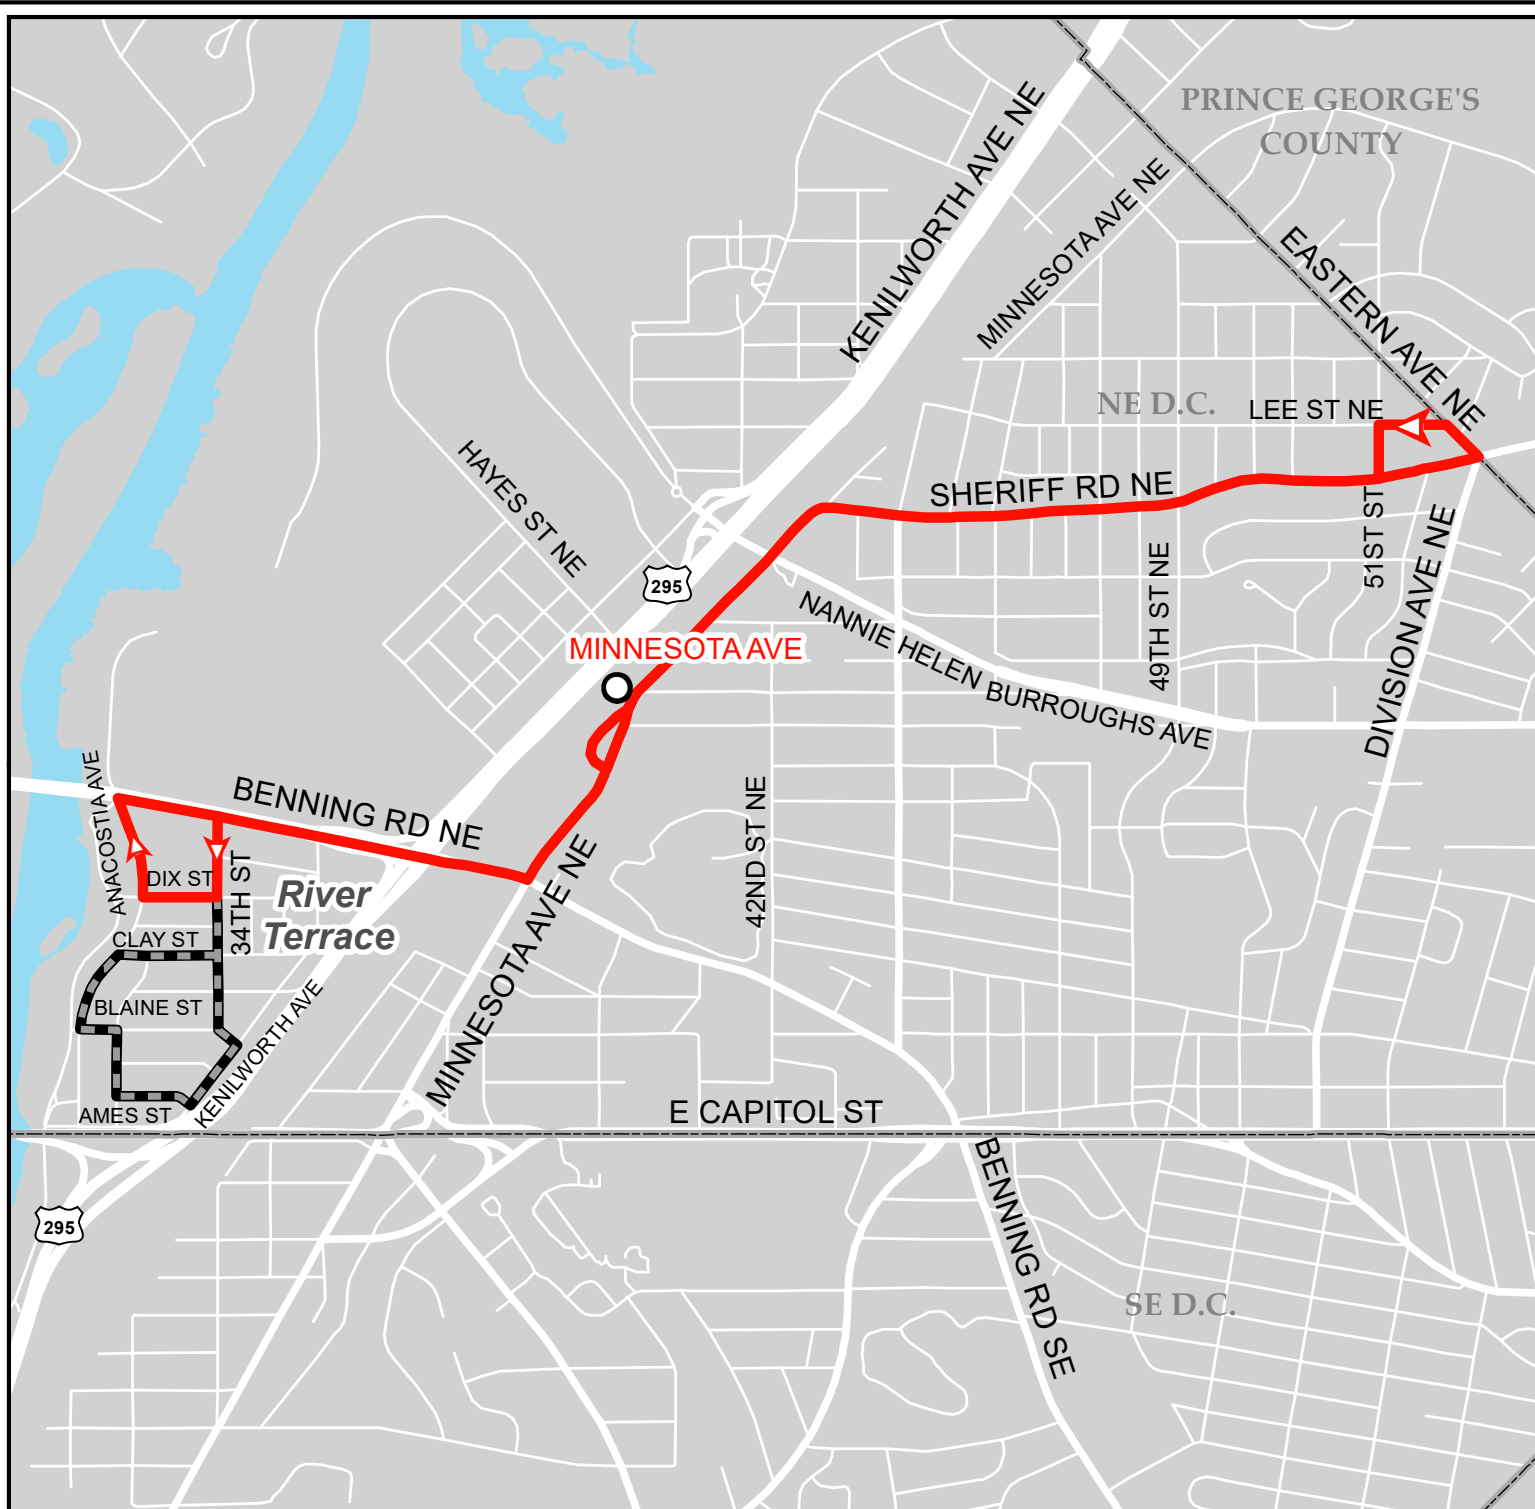 PRINCE GEORGE'S
COUNTY
KENILWORTH AVE NE
MINNESOTA AVE NE
EASTERN AVE NE
NE D.C.
LEE ST NE
HAYES ST NE
SHERIFF RD NE
51ST ST
295
49TH ST NE
DIVISION AVE NE
NANNIE HELEN BURROUGHS AVE
MINNESOTA AVE
ANACOSTIA AVE
BENNING RD NE
42ND ST NE
DIX ST
34TH ST
River
Terrace
MINNESOTA AVE NE
CLAY ST
BLAINE ST
KENILWORTH AVE
AMES ST
E CAPITOL ST
295
BENNING RD SE
SE D.C.